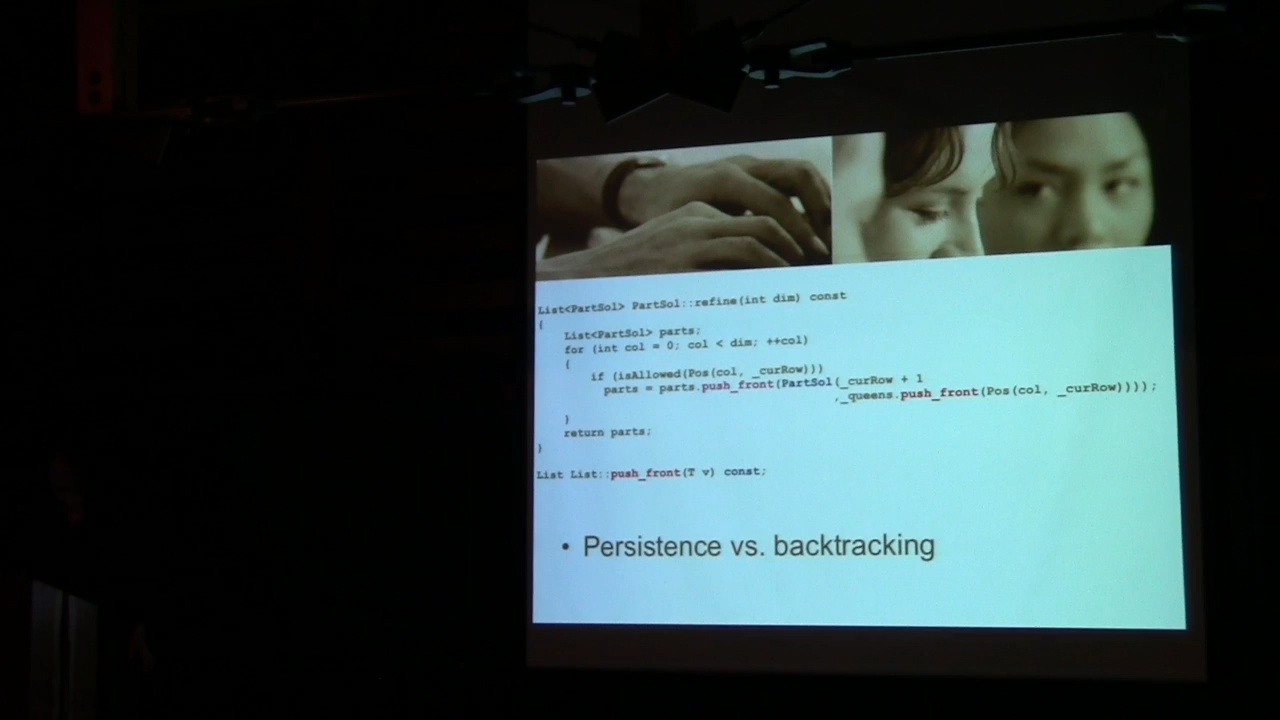 List<PartSol> PartSol::refine(int dim) const
{
List<PartSol> parts;
for (int col = 0; col < dim; ++col)
{
if (isAllowed(Pos(col, _curRow)))
parts = parts.push_front(PartSol(_curRow + 1
,_queens.push_front(Pos(col, _curRow))));
}
return parts;
}
List List::push_front(T v) const;
• Persistence vs. backtracking